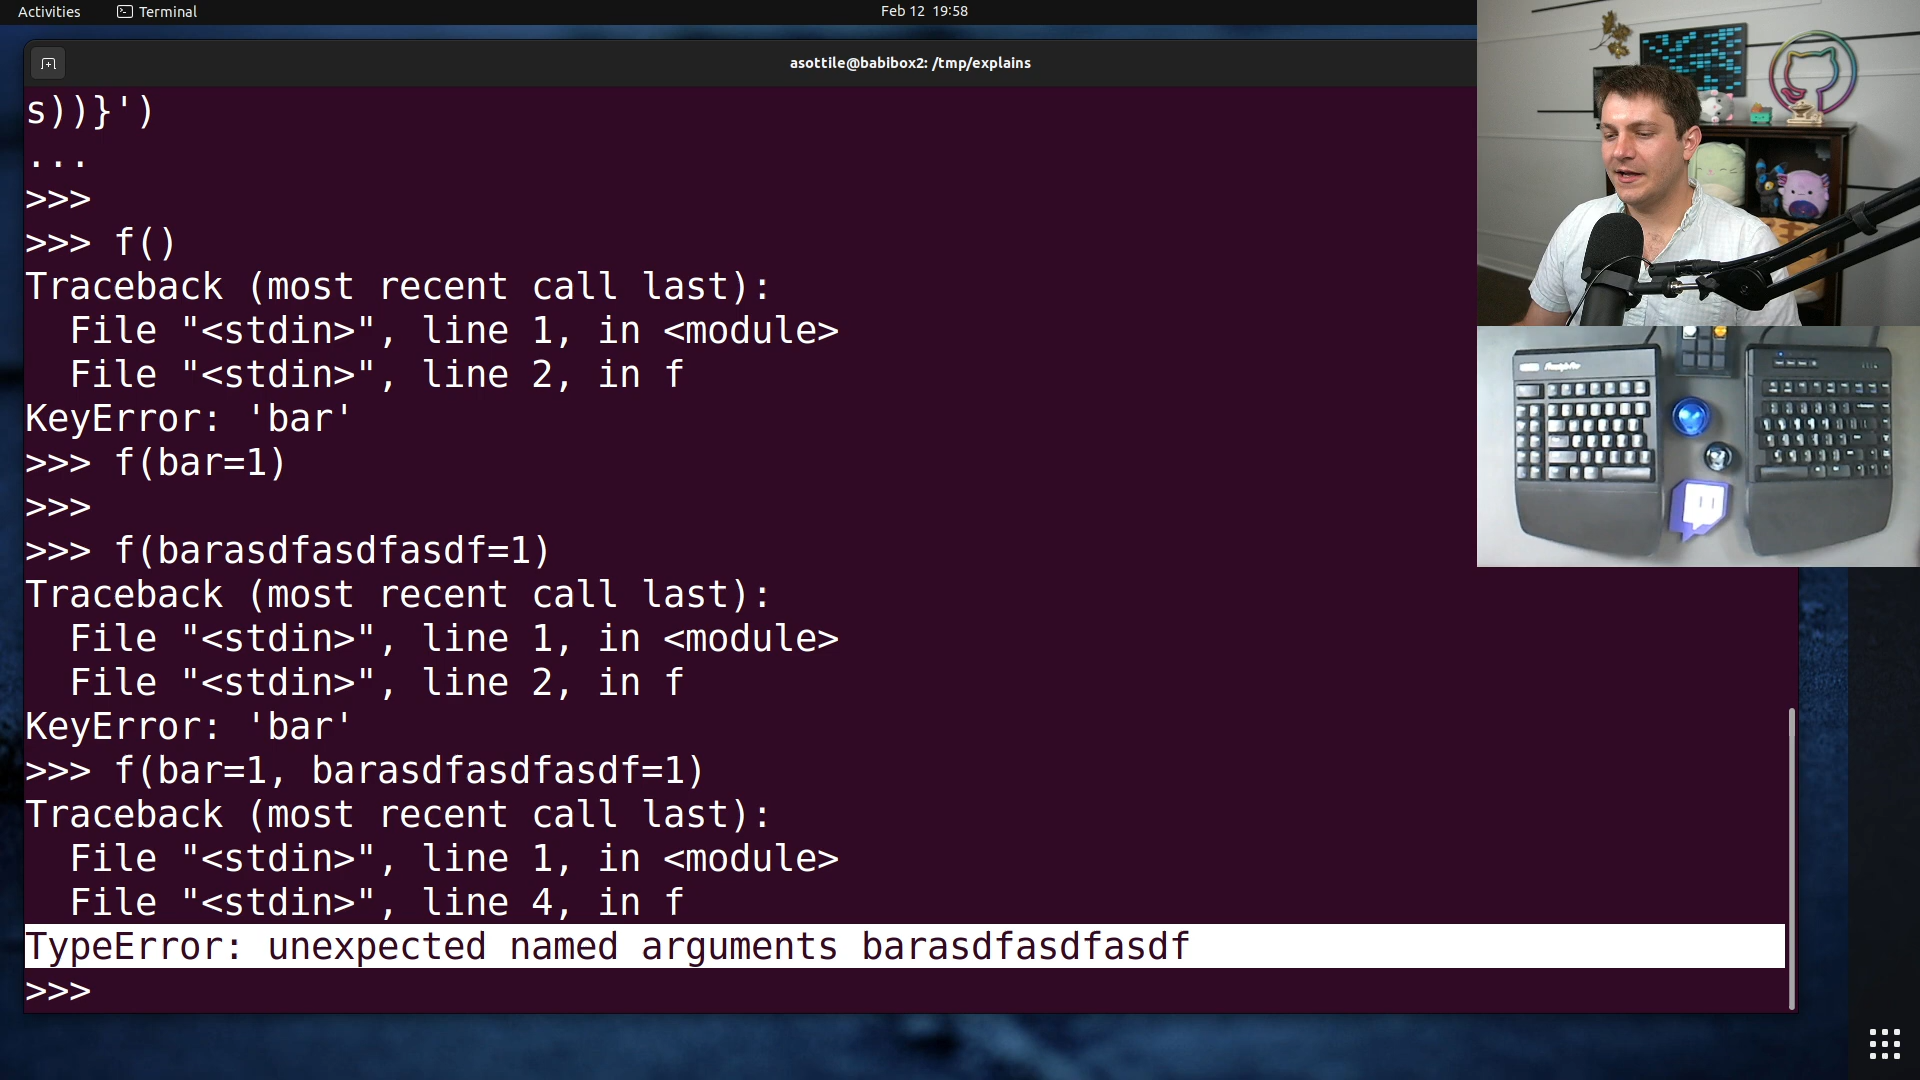 Activities
Terminal
Feb 12 19:58
asottile@babibox2: /tmp/explains
s))}')
...
>>>
>>> f()
Traceback (most recent call last):
  File "<stdin>", line 1, in <module>
  File "<stdin>", line 2, in f
KeyError: 'bar'
>>> f(bar=1)
>>>
>>> f(barasdfasdfasdf=1)
Traceback (most recent call last):
  File "<stdin>", line 1, in <module>
  File "<stdin>", line 2, in f
KeyError: 'bar'
>>> f(bar=1, barasdfasdfasdf=1)
Traceback (most recent call last):
  File "<stdin>", line 1, in <module>
  File "<stdin>", line 4, in f
TypeError: unexpected named arguments barasdfasdfasdf
>>>